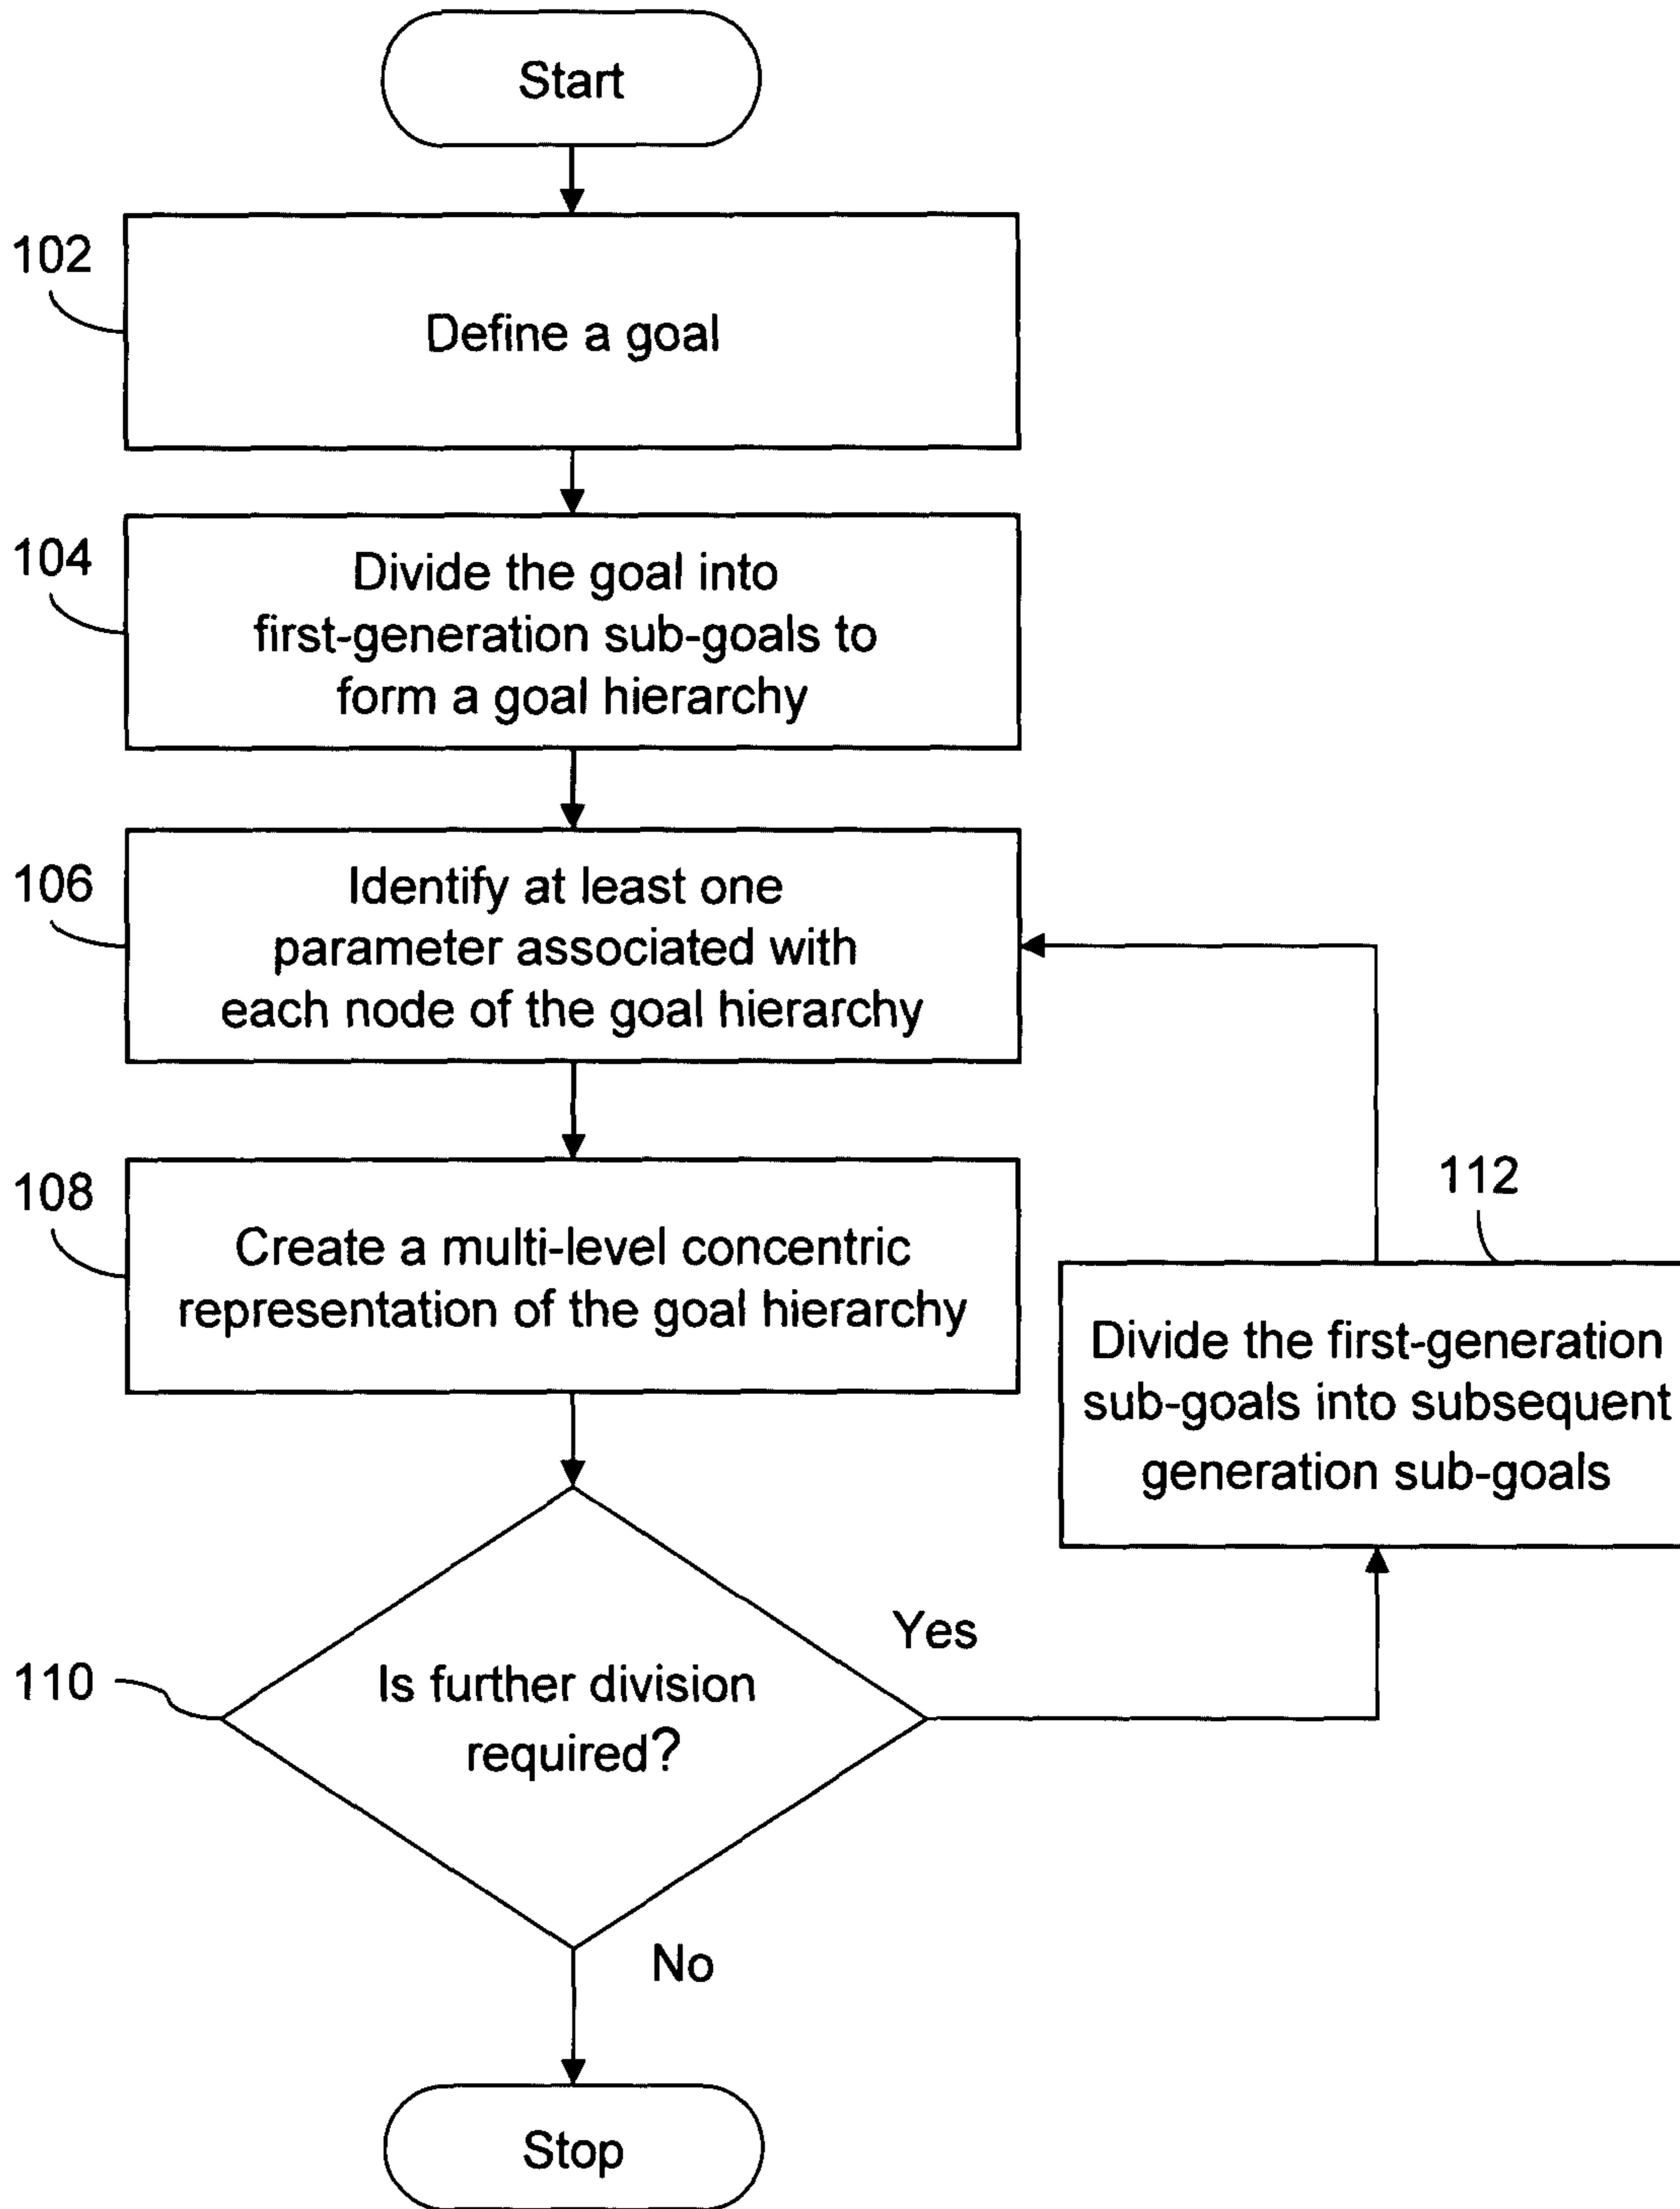 Start
102
Define a goal
104
Divide the goal into
first-generation sub-goals to
form a goal hierarchy
106
Identify at least one
parameter associated with
each node of the goal hierarchy
108
Create a multi-level concentric
representation of the goal hierarchy
112
Divide the first-generation
sub-goals into subsequent
generation sub-goals
110
Is further division
required?
Yes
No
Stop